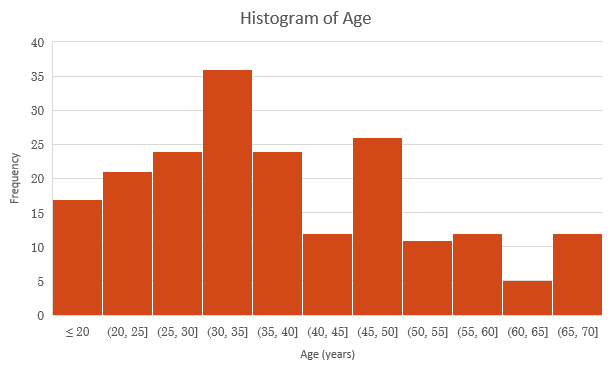 Histogram of Age
40
35
30
25
20
15
10
5
0
Frequency
≤ 20 (20, 25] (25, 30] (30, 35] (35, 40] (40, 45] (45, 50] (50, 55] (55, 60] (60, 65] (65, 70]
Age (years)